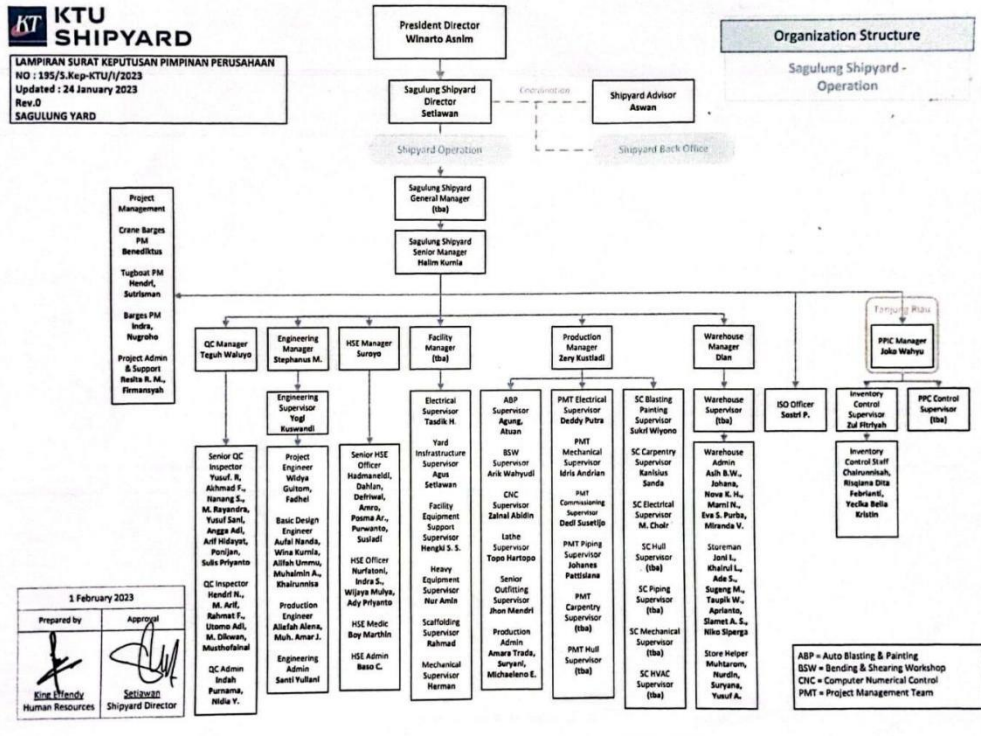 KT KTU
SHIPYARD
LAMPIRAN SURAT KEPUTUSAN PIMPINAN PERUSAHAAN
NO : 195/S.Kep-KTU/I/2023
Updated : 24 January 2023
Rev.0
SAGULUNG YARD
Organization Structure
Sagulung Shipyard -
Operation
President Director
Winarto Asnim
Sagulung Shipyard
Director
Setiawan
Shipyard Advisor
Aswan
Shipyard Operation
Shipyard Back Office
Sagulung Shipyard
General Manager
(tba)
Sagulung Shipyard
Senior Manager
Halim Kurnia
Project
Management
Crane Barges
PM
Benediktus
Tugboat PM
Hendri,
Sutrisman
Barges PM
Indra,
Nugroho
Project Admin
& Support
Resita R. M.,
Firmansyah
QC Manager
Teguh Waluyo
Senior QC
Inspector
Yusuf. R,
Akhmad F.,
Nanang S.,
M. Rayandra,
Yusuf Sani,
Angga Adi,
Arif Hidayat,
Ponijan,
Sulis Priyanto
QC Inspector
Hendri N.,
M. Arif,
Rahmat F.,
Utomo Adi,
M. Dikwan,
Musthofainal
QC Admin
Indah
Purnama,
Nidia Y.
Engineering
Manager
Stephanus M.
Engineering
Supervisor
Yogi
Kuswandi
Project
Engineer
Widya
Gultom,
Fadhel
Basic Design
Engineer
Aufal Nanda,
Wina Kurnia,
Alifah Ummu,
Muhaimin A.,
Khairunnisa
Production
Engineer
Aliefah Alena,
Muh. Amar J.
Engineering
Admin
Santi Yuliani
HSE Manager
Suroyo
Senior HSE
Officer
Hadmaneldi,
Dahlan,
Defriwal,
Amro,
Posma Ar.,
Purwanto,
Susiadi
HSE Officer
Nurfatoni,
Indra S.,
Wijaya Mulya,
Ady Priyanto
HSE Medic
Boy Marthin
HSE Admin
Baso C.
Facility
Manager
(tba)
Electrical
Supervisor
Tasdik H.
Yard
Insfrastructure
Supervisor
Agus
Setiawan
Facility
Equipment
Support
Supervisor
Hengki S. S.
Heavy
Equipment
Supervisor
Nur Amin
Scaffolding
Supervisor
Rahmad
Mechanical
Supervisor
Herman
Production
Manager
Zery Kustiadi
ABP
Supervisor
Agung,
Atuan
BSW
Supervisor
Arik Wahyudi
CNC
Supervisor
Zainal Abidin
Lathe
Supervisor
Topo Hartopo
Senior
Outfitting
Supervisor
Jhon Mendri
Production
Admin
Amara Trada,
Suryani,
Michaeleno E.
PMT Electrical
Supervisor
Deddy Putra
PMT
Mechanical
Supervisor
Idris Andrian
PMT
Commissioning
Supervisor
Dedi Susetijo
PMT Piping
Supervisor
Johanes
Pattisiana
PMT
Carpentry
Supervisor
(tba)
PMT Hull
Supervisor
(tba)
SC Blasting
Painting
Supervisor
Sukri Wiyono
SC Carpentry
Supervisor
Kanisius
Sanda
SC Electrical
Supervisor
M. Choir
SC Hull
Supervisor
(tba)
SC Piping
Supervisor
(tba)
SC Mechanical
Supervisor
(tba)
SC HVAC
Supervisor
(tba)
Warehouse
Manager
Dian
Warehouse
Supervisor
(tba)
Warehouse
Admin
Asih B.W.,
Johana,
Nova K. H.,
Marni N.,
Eva S. Purba,
Miranda V.
Storeman
Joni I.,
Khairul L.,
Ade S.,
Sugeng M.,
Taupik W.,
Aprianto,
Slamet A. S.,
Niko Siperga
Store Helper
Muhtarom,
Nurdin,
Suryana,
Yusuf A.
ISO Officer
Sostri P.
Tanjung Riau
PPIC Manager
Joko Wahyu
Inventory
Control
Supervisor
Zul Fitriyah
Inventory
Control Staff
Chairunnisah,
Risqiana Dita
Febrianti,
Yecika Bella
Kristin
PPC Control
Supervisor
(tba)
1 February 2023
Prepared by
Approval
King Effendy
Human Resources
Setiawan
Shipyard Director
ABP = Auto Blasting & Painting
BSW = Bending & Shearing Workshop
CNC = Computer Numerical Control
PMT = Project Management Team